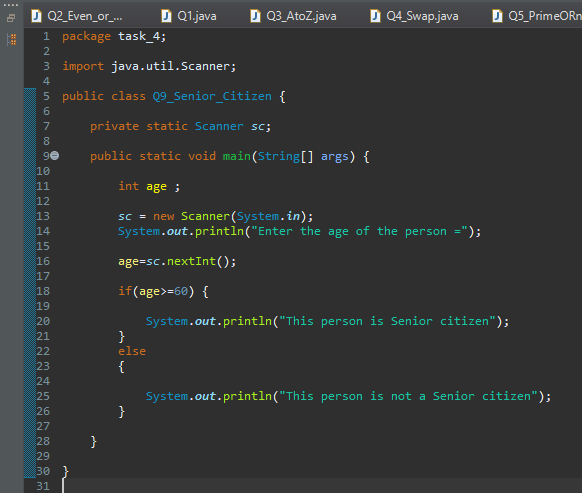 Q2_Even_or_... Q1.java Q3_AtoZ.java Q4_Swap.java Q5_PrimeORn
1 package task_4;
2
3 import java.util.Scanner;
4
5 public class Q9_Senior_Citizen {
6
7 private static Scanner sc;
8
9 public static void main(String[] args) {
10
11 int age ;
12
13 sc = new Scanner(System.in);
14 System.out.println("Enter the age of the person =");
15
16 age=sc.nextInt();
17
18 if(age>=60) {
19
20 System.out.println("This person is Senior citizen");
21 }
22 else
23 {
24
25 System.out.println("This person is not a Senior citizen");
26 }
27
28 }
29
30 }
31